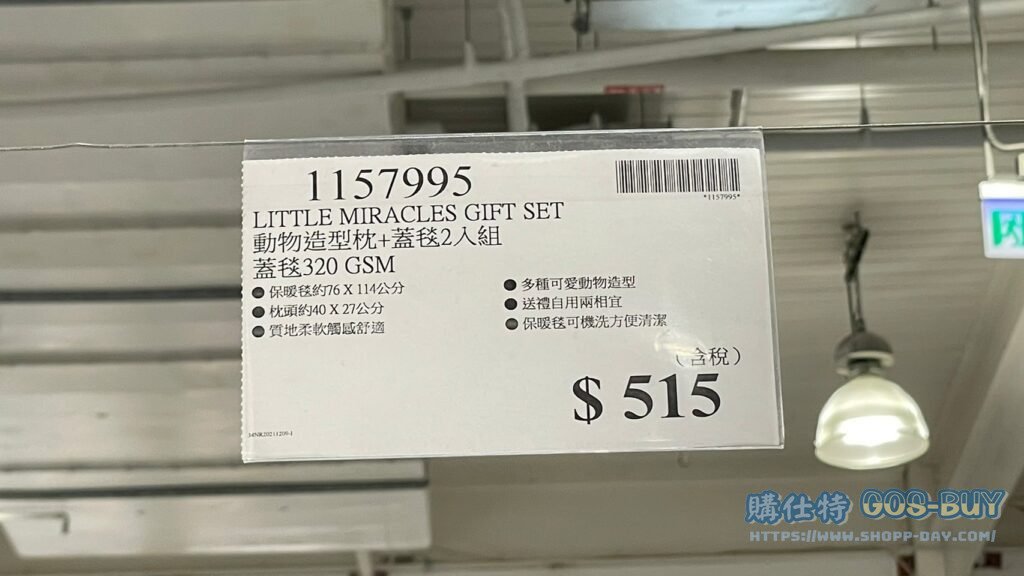 1157995
*1157995*
LITTLE MIRACLES GIFT SET
動物造型枕+蓋毯2入組
蓋毯320 GSM
● 保暖毯約76 X 114公分
● 枕頭約40 X 27公分
● 質地柔軟觸感舒適
● 多種可愛動物造型
● 送禮自用兩相宜
● 保暖毯可機洗方便清潔
（含稅）
$ 515
購仕特 GOS-BUY
HTTPS://WWW.SHOPP-DAY.COM/